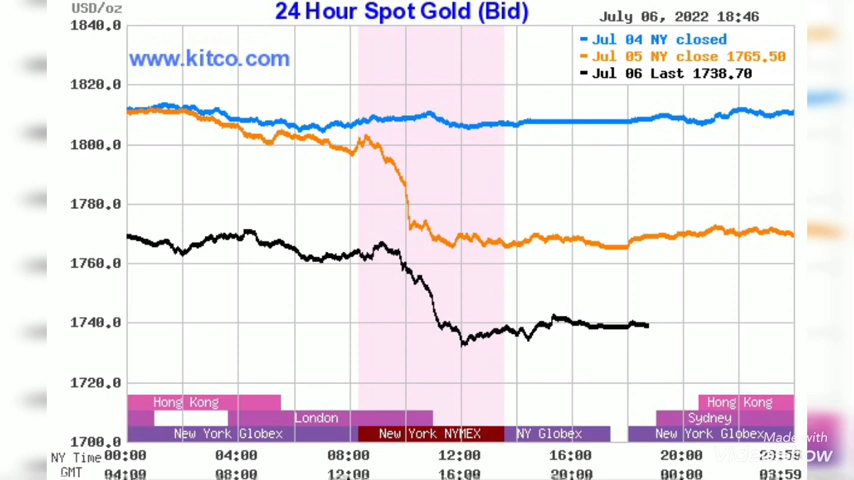 24 Hour Spot Gold (Bid)
USD/oz
July 06, 2022 18:46
1840.0
1820.0
1800.0
1780.0
1760.0
1740.0
1720.0
1700.0
www.kitco.com
Jul 04 NY closed
Jul 05 NY close 1765.50
Jul 06 Last 1738.70
Hong Kong
Hong Kong
London
Sydney
New York Globex
New York NYMEX
NY Globex
New York Globex
NY Time
00:00
04:00
08:00
12:00
16:00
20:00
23:59
GMT
04:00
08:00
12:00
16:00
20:00
00:00
03:59
Made with